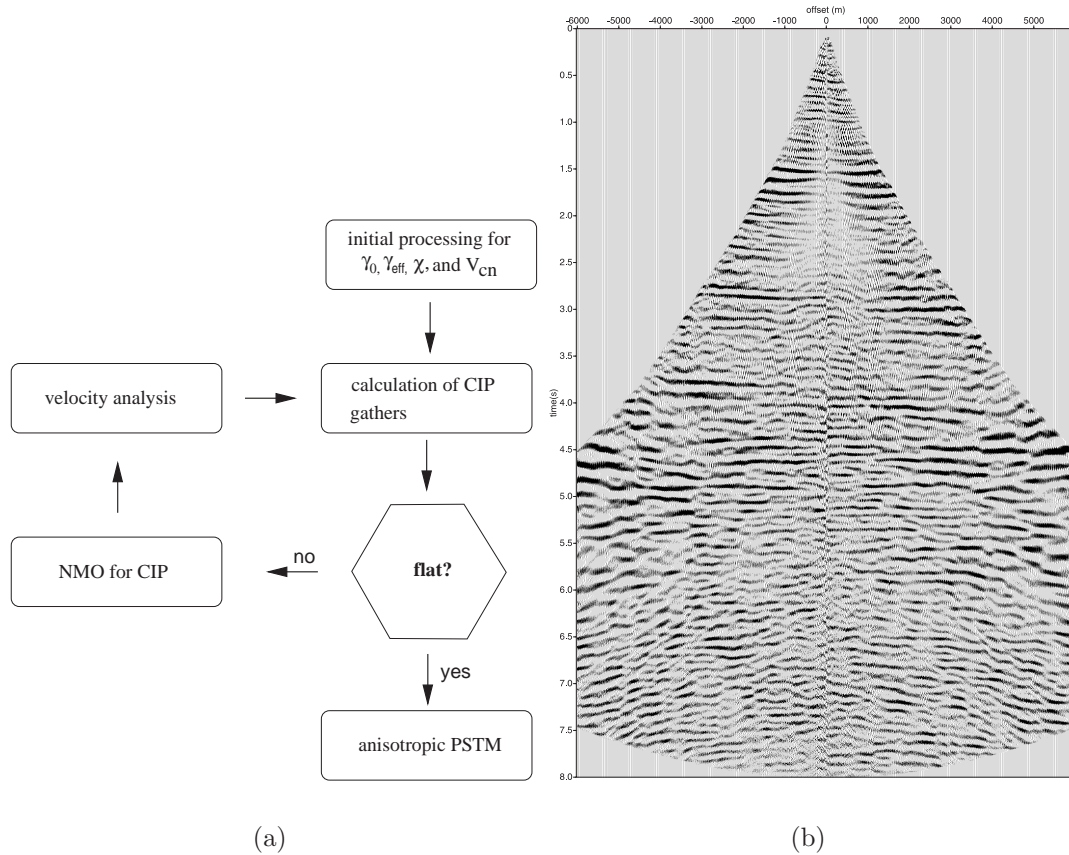 initial processing for
γ0, γeff, χ, and Vcn
velocity analysis
calculation of CIP
gathers
NMO for CIP
no
flat?
yes
anisotropic PSTM
(a)
offset (m)
-6000 -5000 -4000 -3000 -2000 -1000 0 1000 2000 3000 4000 5000
time(s)
0
0.5
1.0
1.5
2.0
2.5
3.0
3.5
4.0
4.5
5.0
5.5
6.0
6.5
7.0
7.5
8.0
(b)